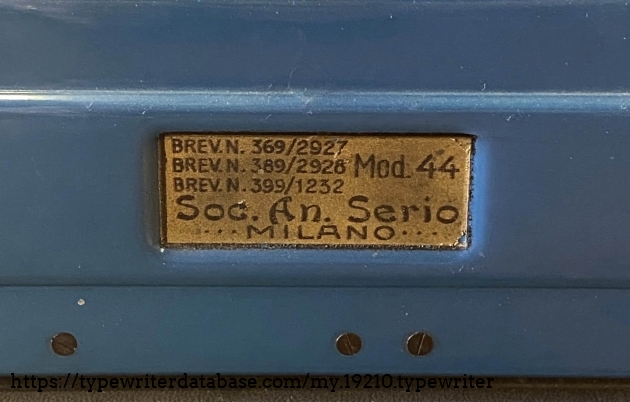 BREV.N. 369/2927
BREV.N. 389/2928 Mod. 44
BREV.N. 399/1232
Soc. An. Serio
···MILANO···
https://typewriterdatabase.com/my.19210.typewriter